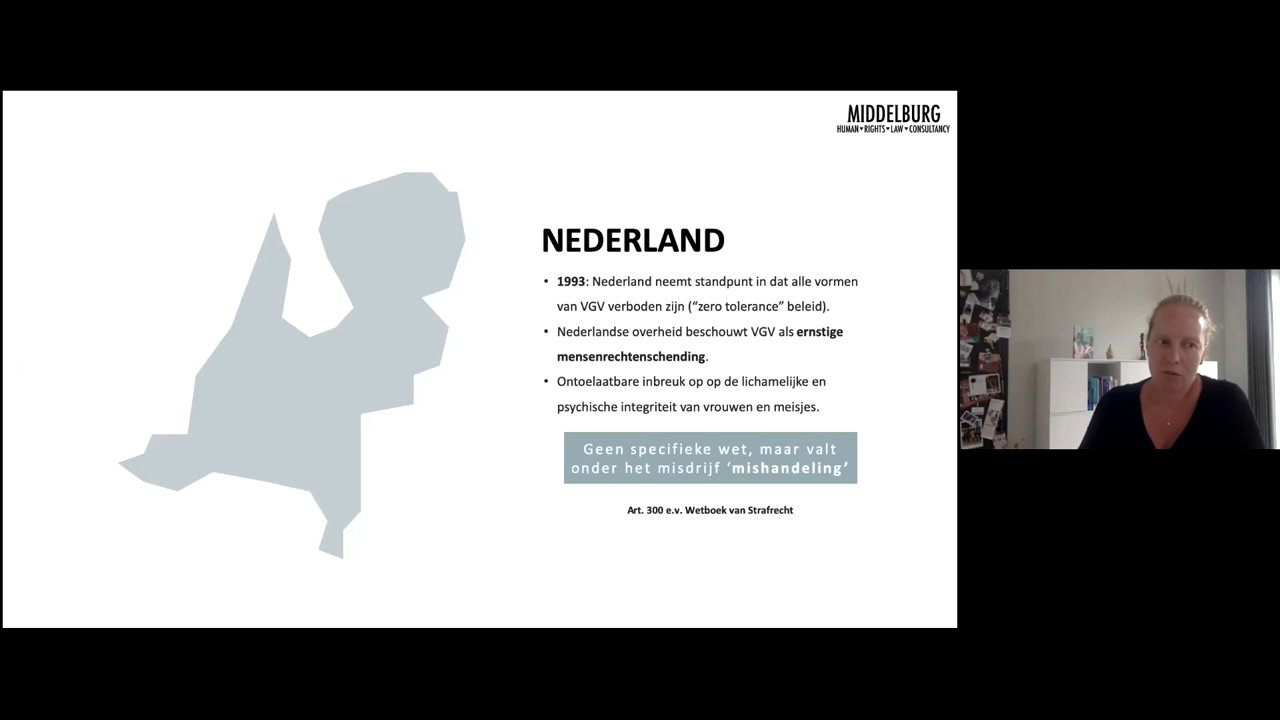 MIDDELBURG
HUMAN ♥ RIGHTS ♥ LAW ♥ CONSULTANCY
NEDERLAND
• 1993: Nederland neemt standpunt in dat alle vormen
van VGV verboden zijn (“zero tolerance” beleid).
• Nederlandse overheid beschouwt VGV als ernstige
mensenrechtenschending.
• Ontoelaatbare inbreuk op op de lichamelijke en
psychische integriteit van vrouwen en meisjes.
Geen specifieke wet, maar valt
onder het misdrijf ‘mishandeling’
Art. 300 e.v. Wetboek van Strafrecht